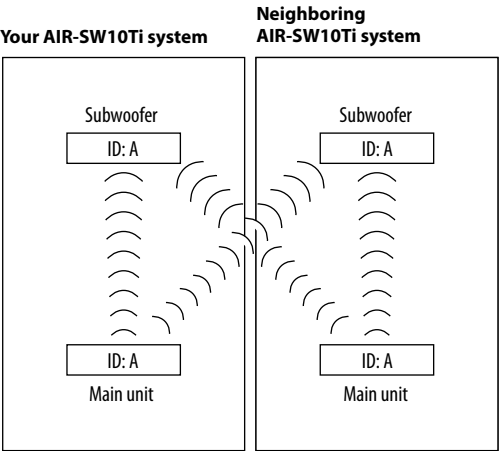 Your AIR-SW10Ti system
Neighboring
AIR-SW10Ti system
Subwoofer
ID: A
ID: A
Main unit
Subwoofer
ID: A
ID: A
Main unit